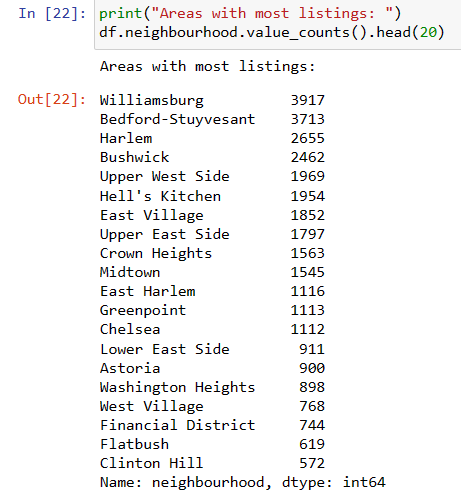 In [22]: print("Areas with most listings: ")
df.neighbourhood.value_counts().head(20)
Areas with most listings:
Out[22]: Williamsburg 3917
Bedford-Stuyvesant 3713
Harlem 2655
Bushwick 2462
Upper West Side 1969
Hell's Kitchen 1954
East Village 1852
Upper East Side 1797
Crown Heights 1563
Midtown 1545
East Harlem 1116
Greenpoint 1113
Chelsea 1112
Lower East Side 911
Astoria 900
Washington Heights 898
West Village 768
Financial District 744
Flatbush 619
Clinton Hill 572
Name: neighbourhood, dtype: int64